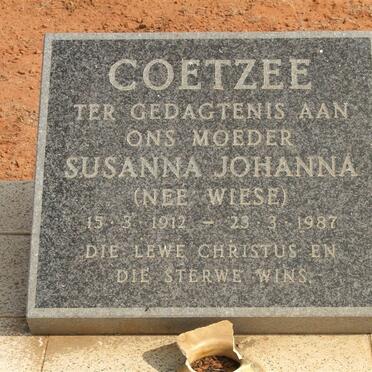 COETZEE
TER GEDAGTENIS AAN
ONS MOEDER
SUSANNA JOHANNA
(NEE WIESE)
15·3·1912 – 23·3·1987
DIE LEWE CHRISTUS EN
DIE STERWE WINS.